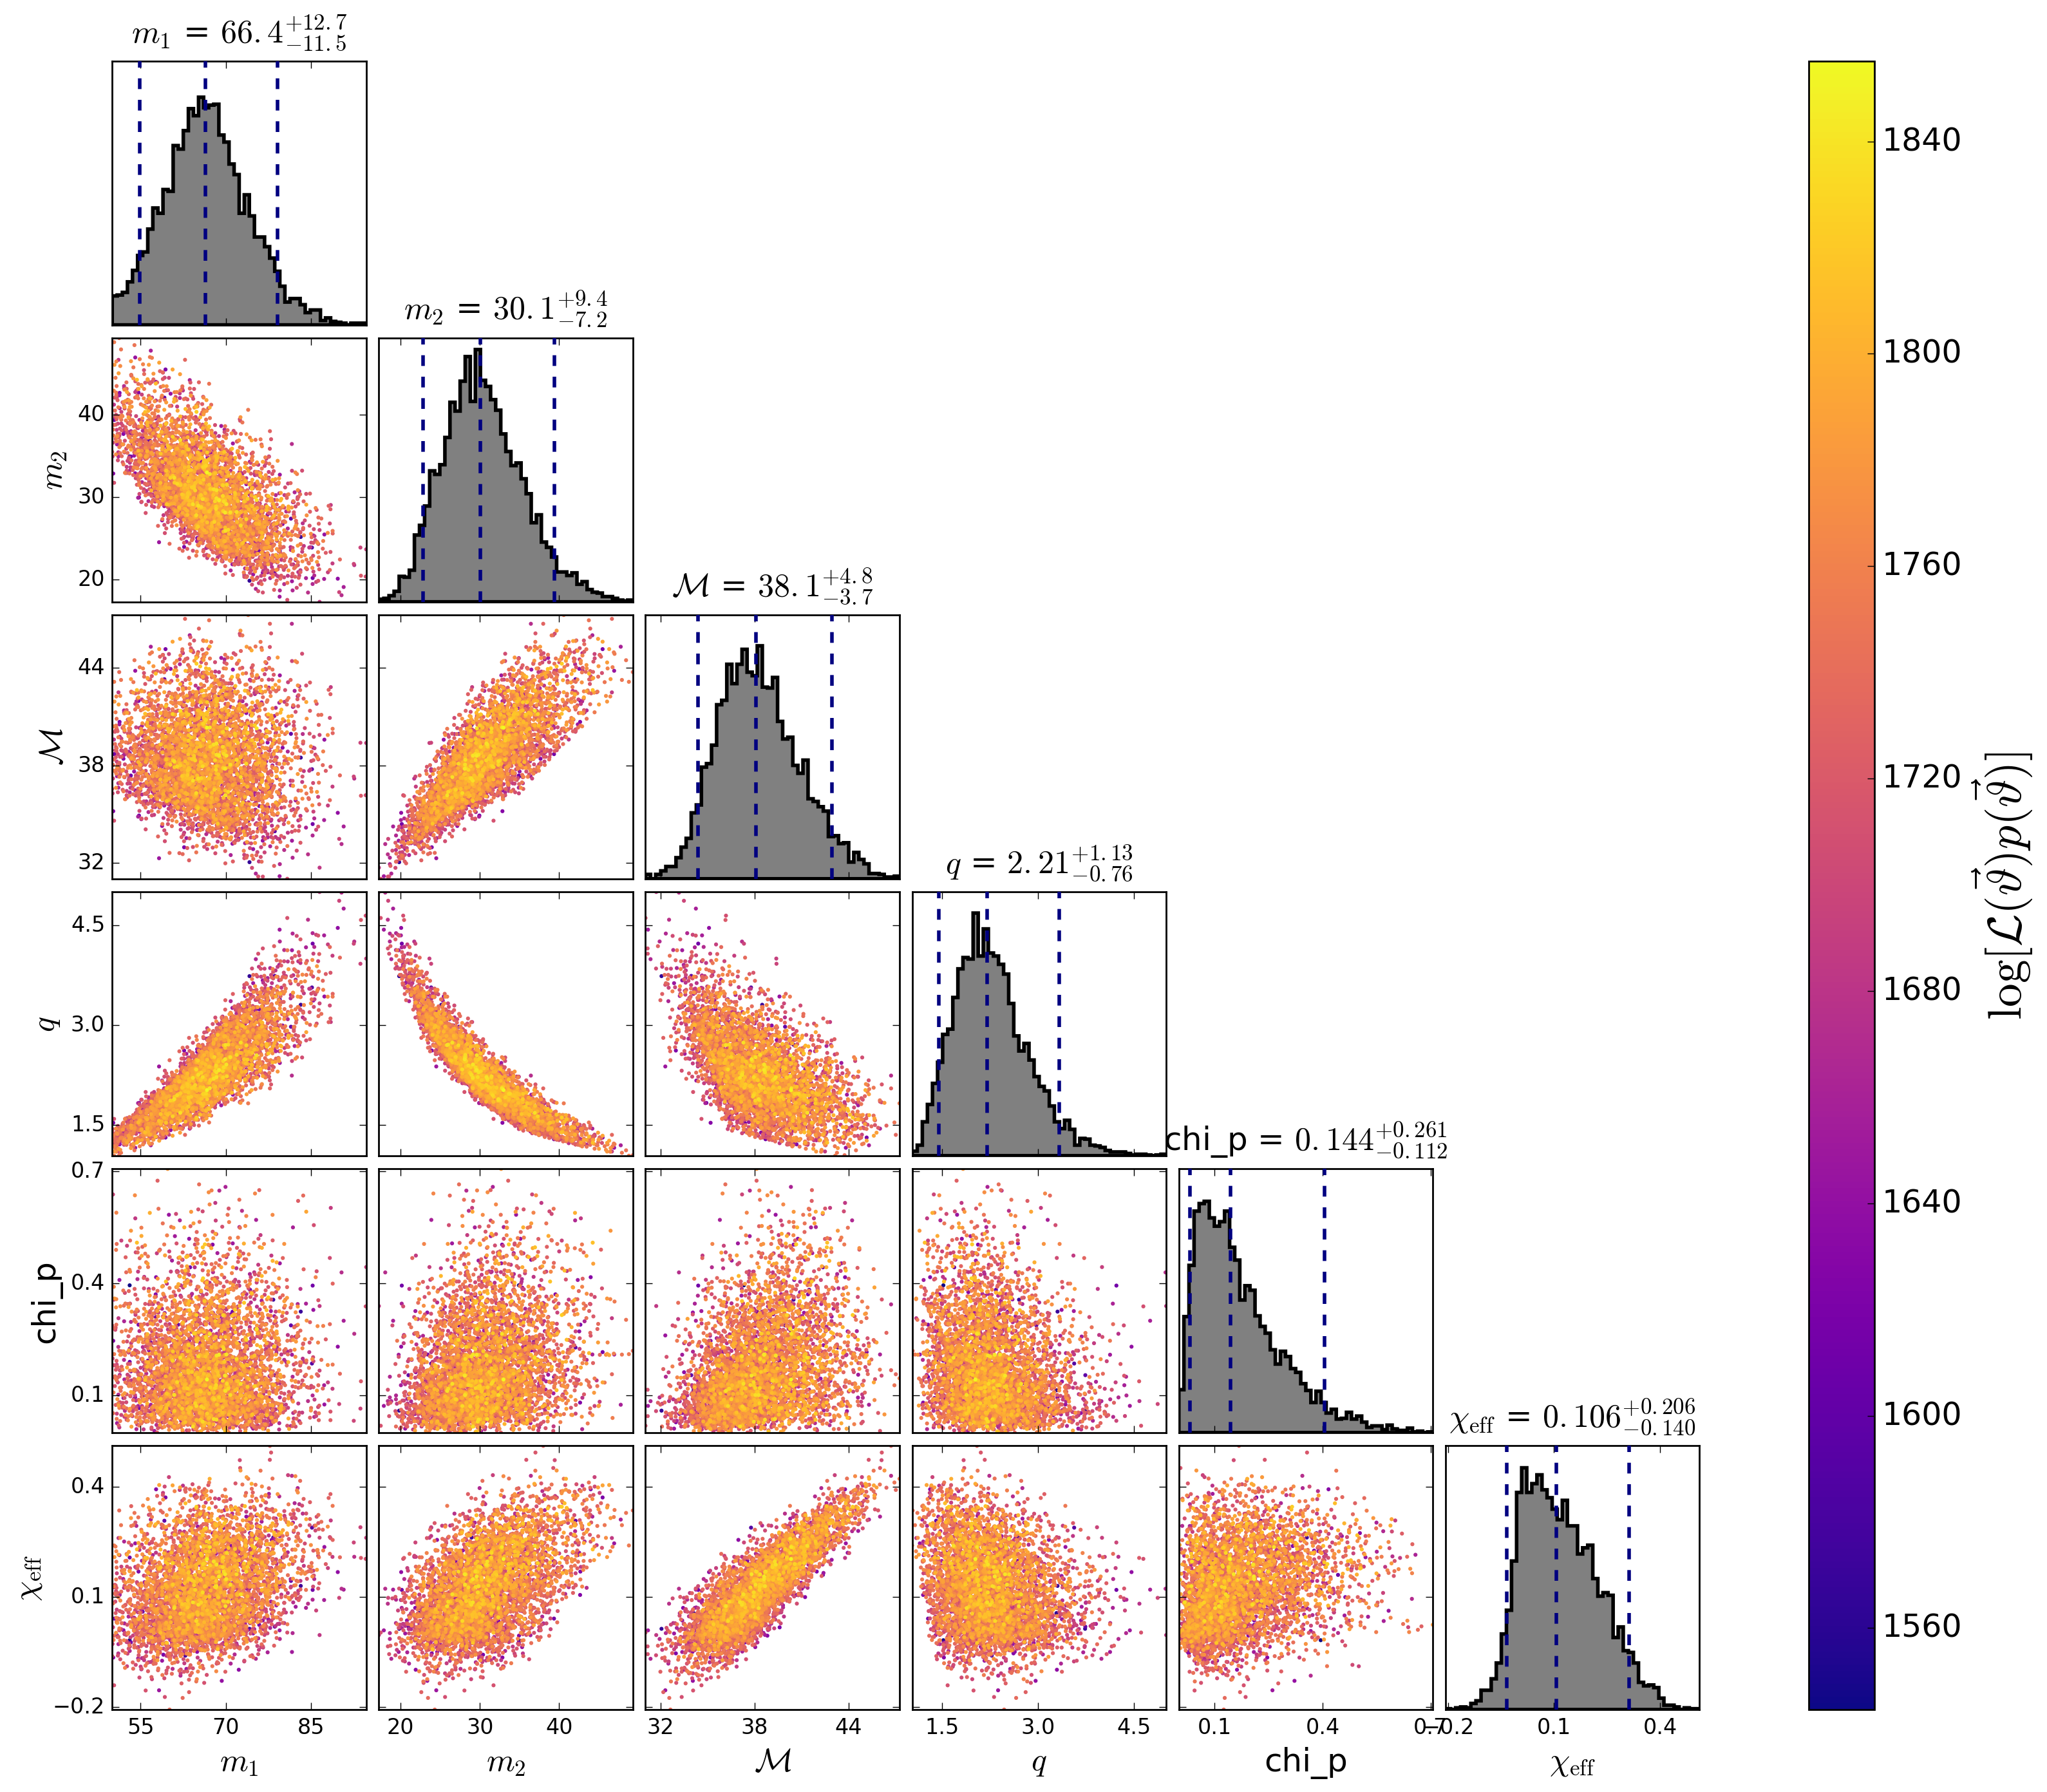 m₁ = 66.4⁺¹²·⁷₋₁₁.₅
m₂ = 30.1⁺⁹·⁴₋₇.₂
ℳ = 38.1⁺⁴·⁸₋₃.₇
q = 2.21⁺¹·¹³₋₀.₇₆
chi_p = 0.144⁺⁰·²⁶¹₋₀.₁₁₂
χeff = 0.106⁺⁰·²⁰⁶₋₀.₁₄₀
m₂
40
30
20
ℳ
44
38
32
q
4.5
3.0
1.5
chi_p
0.7
0.4
0.1
χeff
0.4
0.1
−0.2
55 70 85
20 30 40
32 38 44
1.5 3.0 4.5
0.1 0.4 0.7
−0.2 0.1 0.4
m₁
m₂
ℳ
q
chi_p
χeff
1840
1800
1760
1720
1680
1640
1600
1560
log[ℒ(ϑ⃗)p(ϑ⃗)]